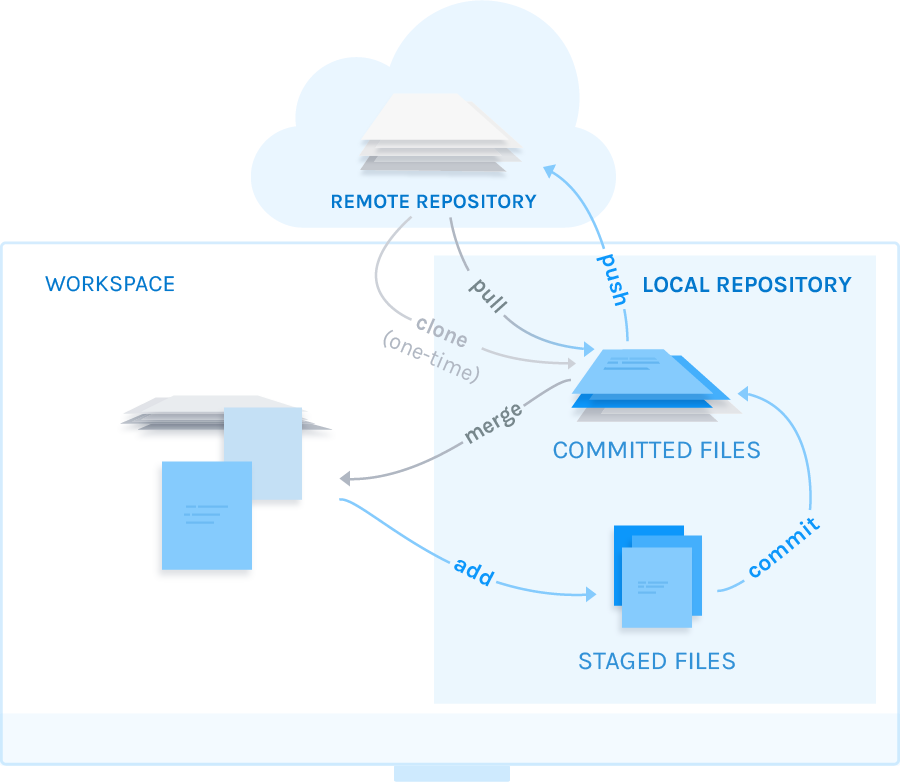 REMOTE REPOSITORY
WORKSPACE
LOCAL REPOSITORY
push
pull
clone
(one-time)
merge
COMMITTED FILES
add
commit
STAGED FILES